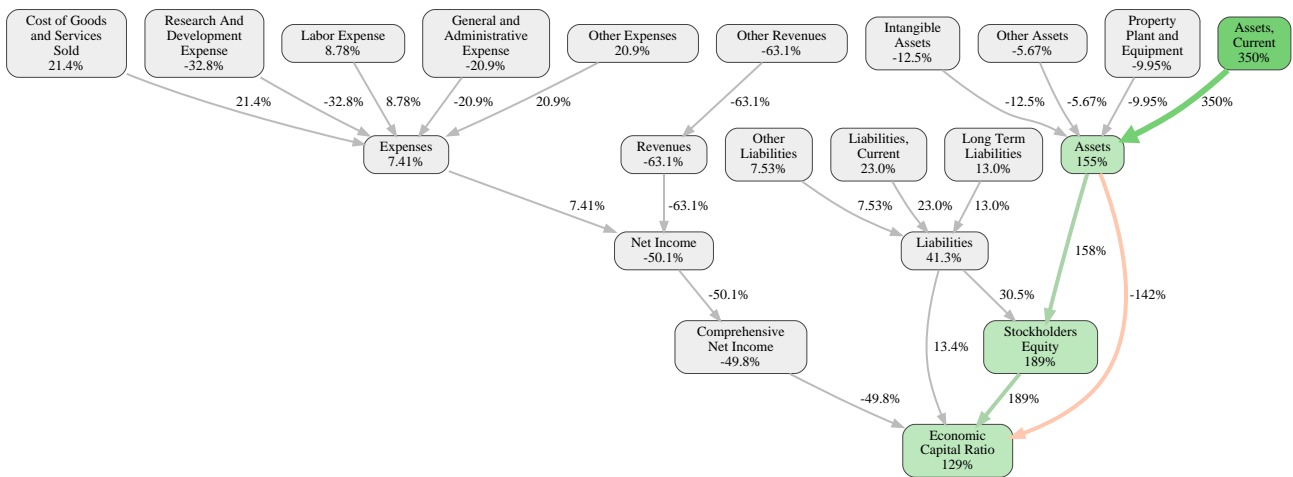 Cost of Goods
and Services
Sold
21.4%
Research And
Development
Expense
-32.8%
Labor Expense
8.78%
General and
Administrative
Expense
-20.9%
Other Expenses
20.9%
Other Revenues
-63.1%
Intangible
Assets
-12.5%
Other Assets
-5.67%
Property
Plant and
Equipment
-9.95%
Assets,
Current
350%
21.4%
-32.8%
8.78%
-20.9%
20.9%
-63.1%
-12.5%
-5.67%
-9.95%
350%
Expenses
7.41%
Revenues
-63.1%
Other
Liabilities
7.53%
Liabilities,
Current
23.0%
Long Term
Liabilities
13.0%
Assets
155%
7.41%
-63.1%
7.53%
23.0%
13.0%
Net Income
-50.1%
Liabilities
41.3%
158%
-50.1%
30.5%
-142%
Comprehensive
Net Income
-49.8%
13.4%
Stockholders
Equity
189%
-49.8%
189%
Economic
Capital Ratio
129%